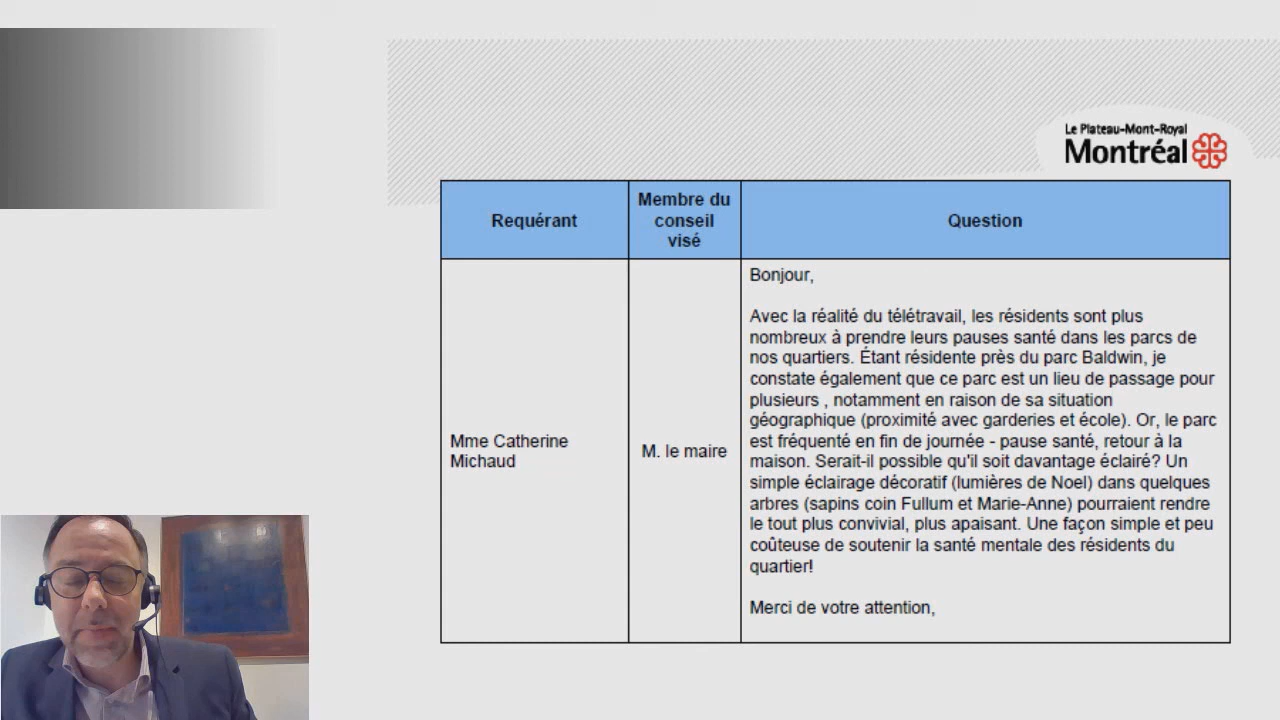 Le Plateau-Mont-Royal
Montréal
Requérant
Membre du
conseil
visé
Question
Mme Catherine
Michaud
M. le maire
Bonjour,
Avec la réalité du télétravail, les résidents sont plus
nombreux à prendre leurs pauses santé dans les parcs de
nos quartiers. Étant résidente près du parc Baldwin, je
constate également que ce parc est un lieu de passage pour
plusieurs , notamment en raison de sa situation
géographique (proximité avec garderies et école). Or, le parc
est fréquenté en fin de journée - pause santé, retour à la
maison. Serait-il possible qu'il soit davantage éclairé? Un
simple éclairage décoratif (lumières de Noel) dans quelques
arbres (sapins coin Fullum et Marie-Anne) pourraient rendre
le tout plus convivial, plus apaisant. Une façon simple et peu
coûteuse de soutenir la santé mentale des résidents du
quartier!
Merci de votre attention,